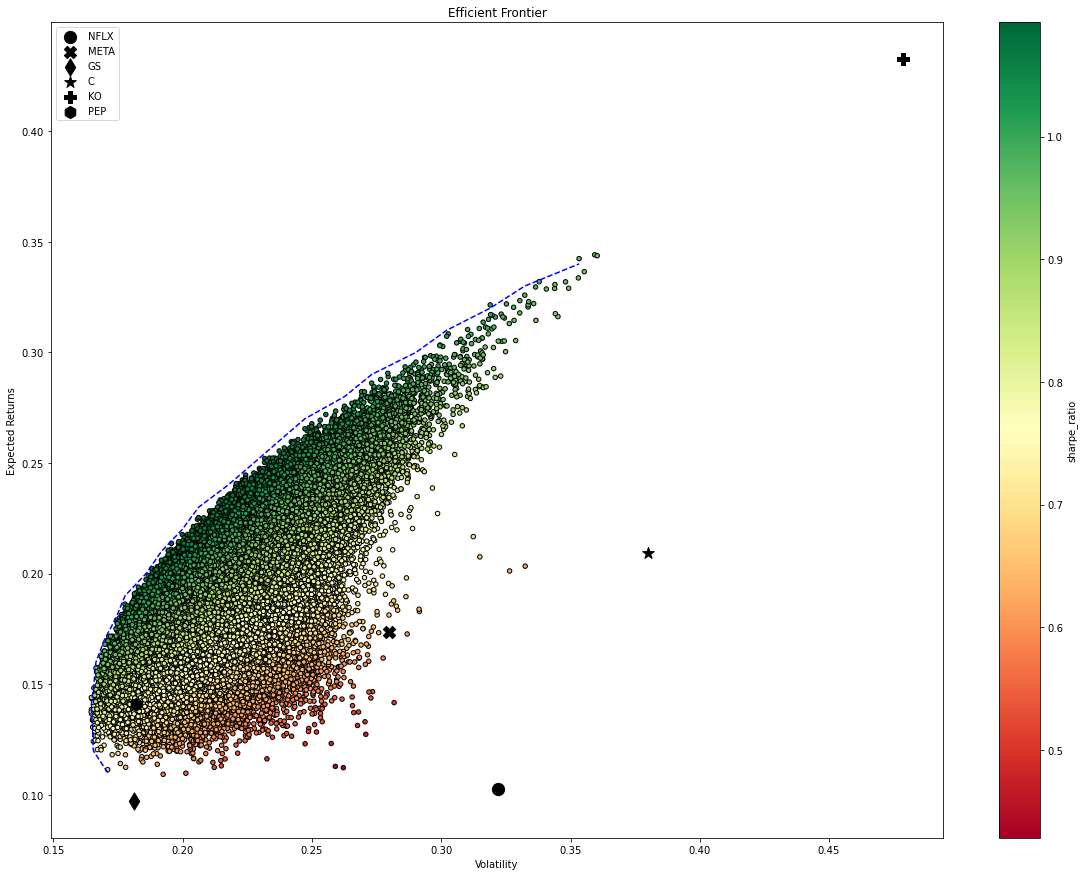 Efficient Frontier
NFLX
META
GS
C
KO
PEP
0.40
0.35
0.30
0.25
0.20
0.15
0.10
Expected Returns
0.15
0.20
0.25
0.30
0.35
0.40
0.45
Volatility
1.0
0.9
0.8
0.7
0.6
0.5
sharpe_ratio